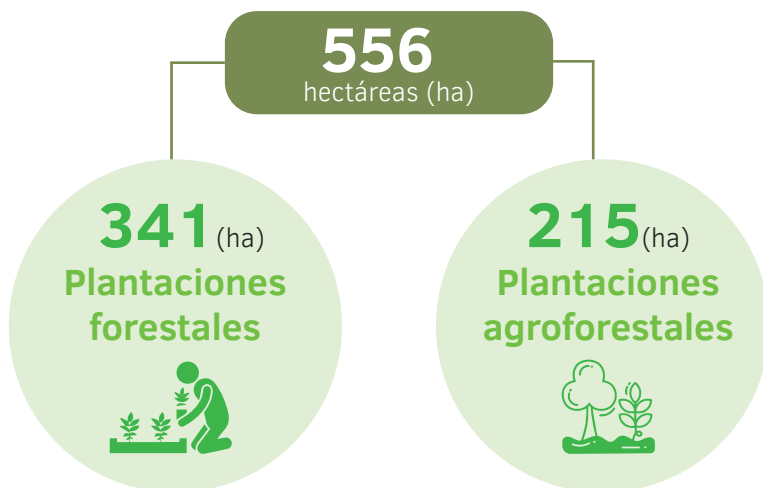 556
hectáreas (ha)
341 (ha)
Plantaciones
forestales
215 (ha)
Plantaciones
agroforestales